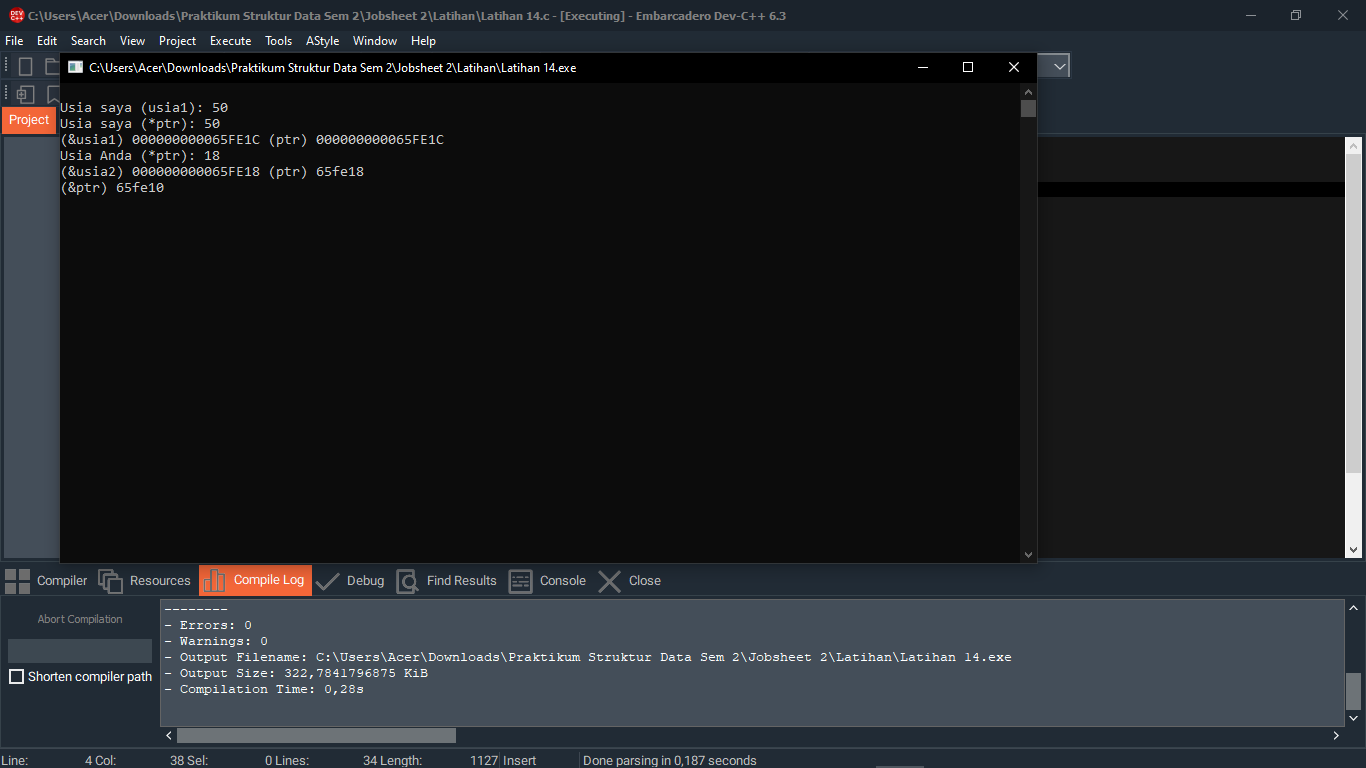 C:\Users\Acer\Downloads\Praktikum Struktur Data Sem 2\Jobsheet 2\Latihan\Latihan 14.c - [Executing] - Embarcadero Dev-C++ 6.3
File Edit Search View Project Execute Tools AStyle Window Help
C:\Users\Acer\Downloads\Praktikum Struktur Data Sem 2\Jobsheet 2\Latihan\Latihan 14.exe
Project
Usia saya (usia1): 50
Usia saya (*ptr): 50
(&usia1) 000000000065FE1C (ptr) 000000000065FE1C
Usia Anda (*ptr): 18
(&usia2) 000000000065FE18 (ptr) 65fe18
(&ptr) 65fe10
Compiler Resources Compile Log Debug Find Results Console Close
Abort Compilation
Shorten compiler path
--------
- Errors: 0
- Warnings: 0
- Output Filename: C:\Users\Acer\Downloads\Praktikum Struktur Data Sem 2\Jobsheet 2\Latihan\Latihan 14.exe
- Output Size: 322,7841796875 KiB
- Compilation Time: 0,28s
Line: 4 Col: 38 Sel: 0 Lines: 34 Length: 1127 Insert Done parsing in 0,187 seconds